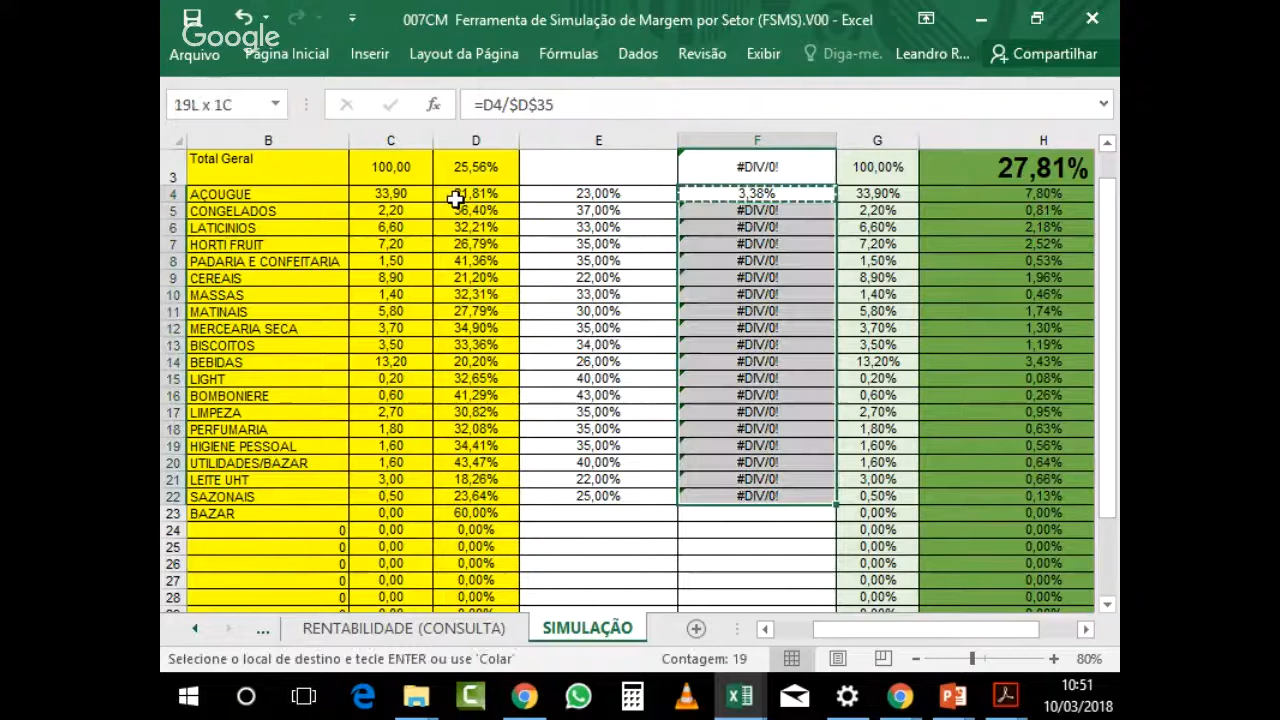 007CM Ferramenta de Simulação de Margem por Setor (FSMS).V00 - Excel
Google
Arquivo Página Inicial Inserir Layout da Página Fórmulas Dados Revisão Exibir Diga-me. Leandro R... Compartilhar
19L x 1C fx =D4/$D$35
B C D E F G H
3 Total Geral 100,00 25,56% #DIV/0! 100,00% 27,81%
4 AÇOUGUE 33,90 21,81% 23,00% 3,38% 33,90% 7,80%
5 CONGELADOS 2,20 36,40% 37,00% #DIV/0! 2,20% 0,81%
6 LATICINIOS 6,60 32,21% 33,00% #DIV/0! 6,60% 2,18%
7 HORTI FRUIT 7,20 26,79% 35,00% #DIV/0! 7,20% 2,52%
8 PADARIA E CONFEITARIA 1,50 41,36% 35,00% #DIV/0! 1,50% 0,53%
9 CEREAIS 8,90 21,20% 22,00% #DIV/0! 8,90% 1,96%
10 MASSAS 1,40 32,31% 33,00% #DIV/0! 1,40% 0,46%
11 MATINAIS 5,80 27,79% 30,00% #DIV/0! 5,80% 1,74%
12 MERCEARIA SECA 3,70 34,90% 35,00% #DIV/0! 3,70% 1,30%
13 BISCOITOS 3,50 33,36% 34,00% #DIV/0! 3,50% 1,19%
14 BEBIDAS 13,20 20,20% 26,00% #DIV/0! 13,20% 3,43%
15 LIGHT 0,20 32,65% 40,00% #DIV/0! 0,20% 0,08%
16 BOMBONIERE 0,60 41,29% 43,00% #DIV/0! 0,60% 0,26%
17 LIMPEZA 2,70 30,82% 35,00% #DIV/0! 2,70% 0,95%
18 PERFUMARIA 1,80 32,08% 35,00% #DIV/0! 1,80% 0,63%
19 HIGIENE PESSOAL 1,60 34,41% 35,00% #DIV/0! 1,60% 0,56%
20 UTILIDADES/BAZAR 1,60 43,47% 40,00% #DIV/0! 1,60% 0,64%
21 LEITE UHT 3,00 18,26% 22,00% #DIV/0! 3,00% 0,66%
22 SAZONAIS 0,50 23,64% 25,00% #DIV/0! 0,50% 0,13%
23 BAZAR 0,00 60,00% 0,00% 0,00%
24 0 0,00 0,00% 0,00% 0,00%
25 0 0,00 0,00% 0,00% 0,00%
26 0 0,00 0,00% 0,00% 0,00%
27 0 0,00 0,00% 0,00% 0,00%
28 0 0,00 0,00% 0,00% 0,00%
... RENTABILIDADE (CONSULTA) SIMULAÇÃO
Selecione o local de destino e tecle ENTER ou use 'Colar' Contagem: 19 80%
10:51
10/03/2018